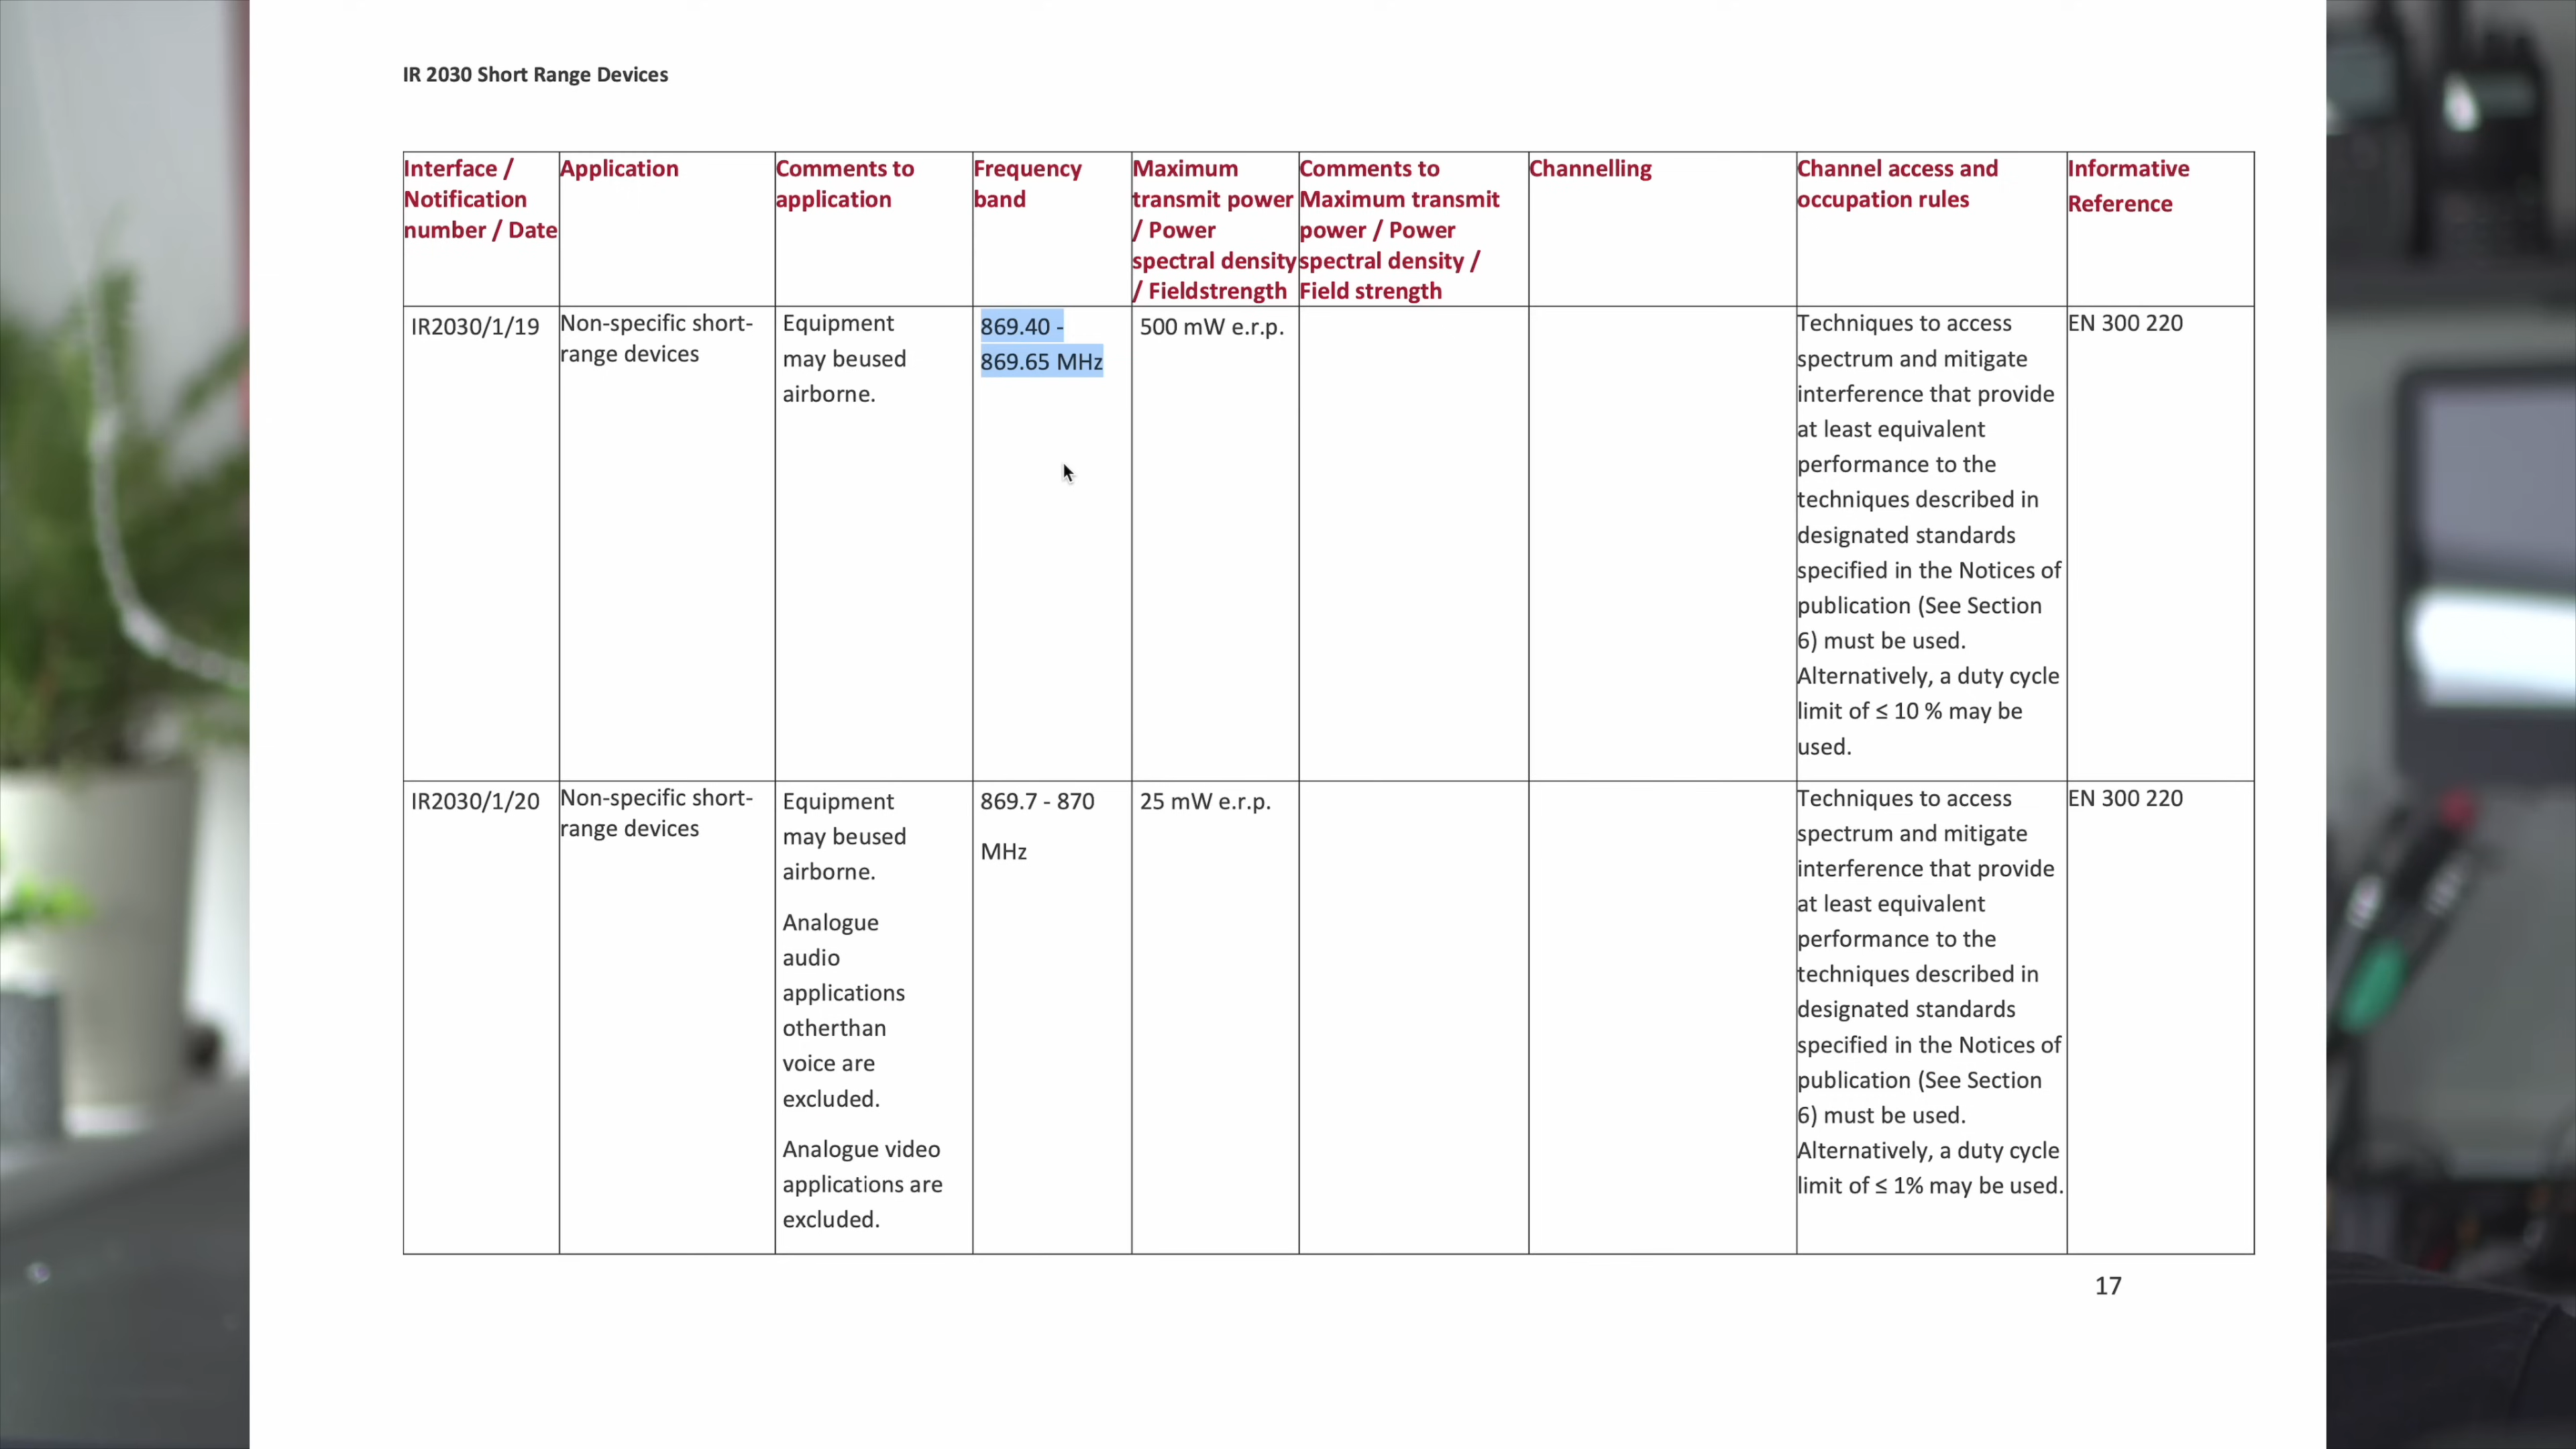 IR 2030 Short Range Devices
Interface /
Notification
number / Date
Application
Comments to
application
Frequency
band
Maximum
transmit power
/ Power
spectral density
/ Fieldstrength
Comments to
Maximum transmit
power / Power
spectral density /
Field strength
Channelling
Channel access and
occupation rules
Informative
Reference
IR2030/1/19
Non-specific short-
range devices
Equipment
may beused
airborne.
869.40 -
869.65 MHz
500 mW e.r.p.
Techniques to access
spectrum and mitigate
interference that provide
at least equivalent
performance to the
techniques described in
designated standards
specified in the Notices of
publication (See Section
6) must be used.
Alternatively, a duty cycle
limit of ≤ 10 % may be
used.
EN 300 220
IR2030/1/20
Non-specific short-
range devices
Equipment
may beused
airborne.
Analogue
audio
applications
otherthan
voice are
excluded.
Analogue video
applications are
excluded.
869.7 - 870
MHz
25 mW e.r.p.
Techniques to access
spectrum and mitigate
interference that provide
at least equivalent
performance to the
techniques described in
designated standards
specified in the Notices of
publication (See Section
6) must be used.
Alternatively, a duty cycle
limit of ≤ 1% may be used.
EN 300 220
17